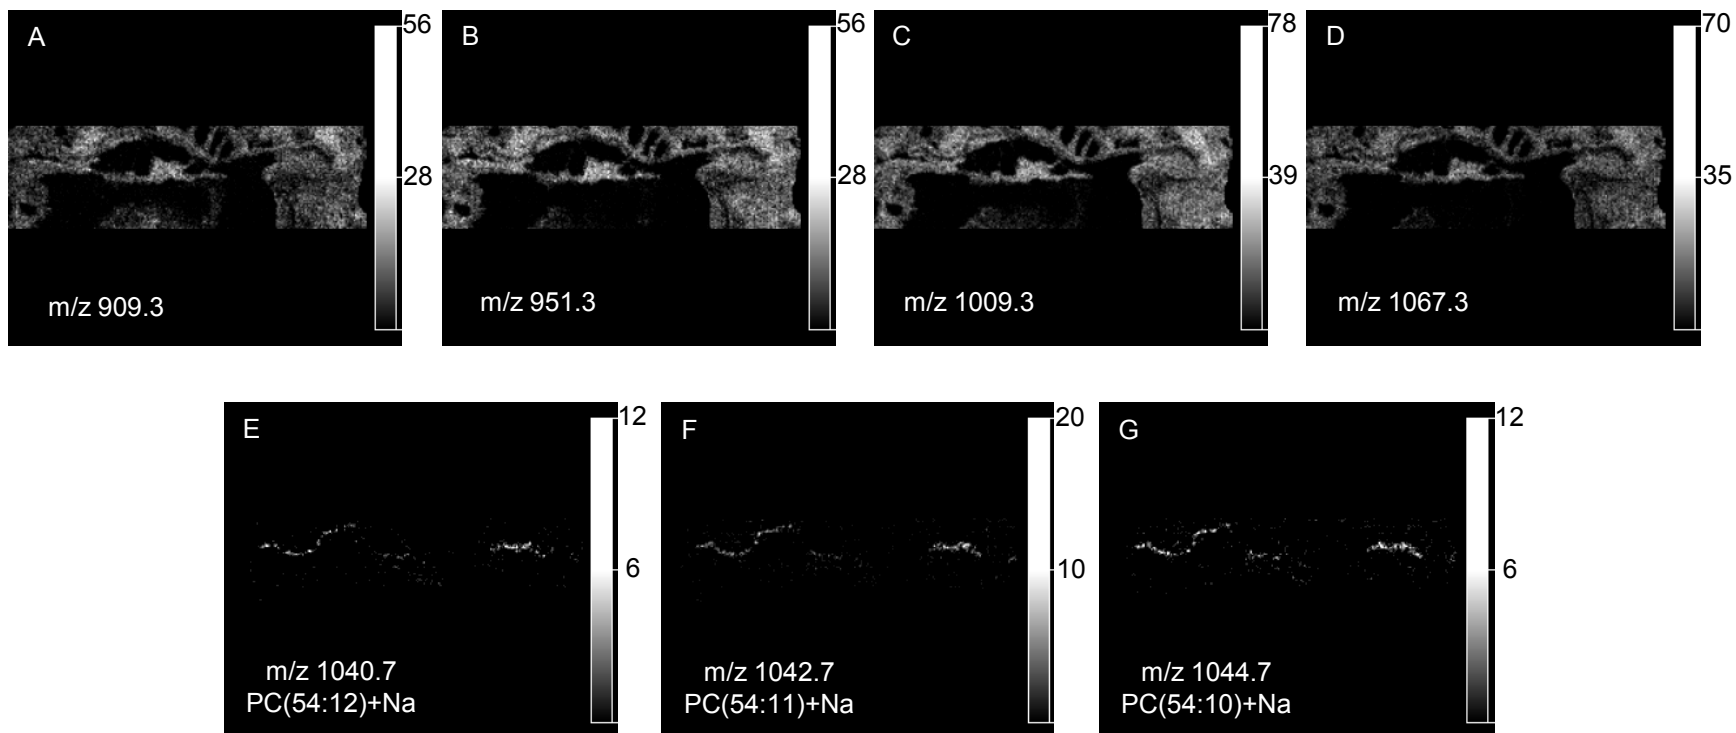 A
56
28
m/z 909.3
B
56
28
m/z 951.3
C
78
39
m/z 1009.3
D
70
35
m/z 1067.3
E
12
6
m/z 1040.7
PC(54:12)+Na
F
20
10
m/z 1042.7
PC(54:11)+Na
G
12
6
m/z 1044.7
PC(54:10)+Na